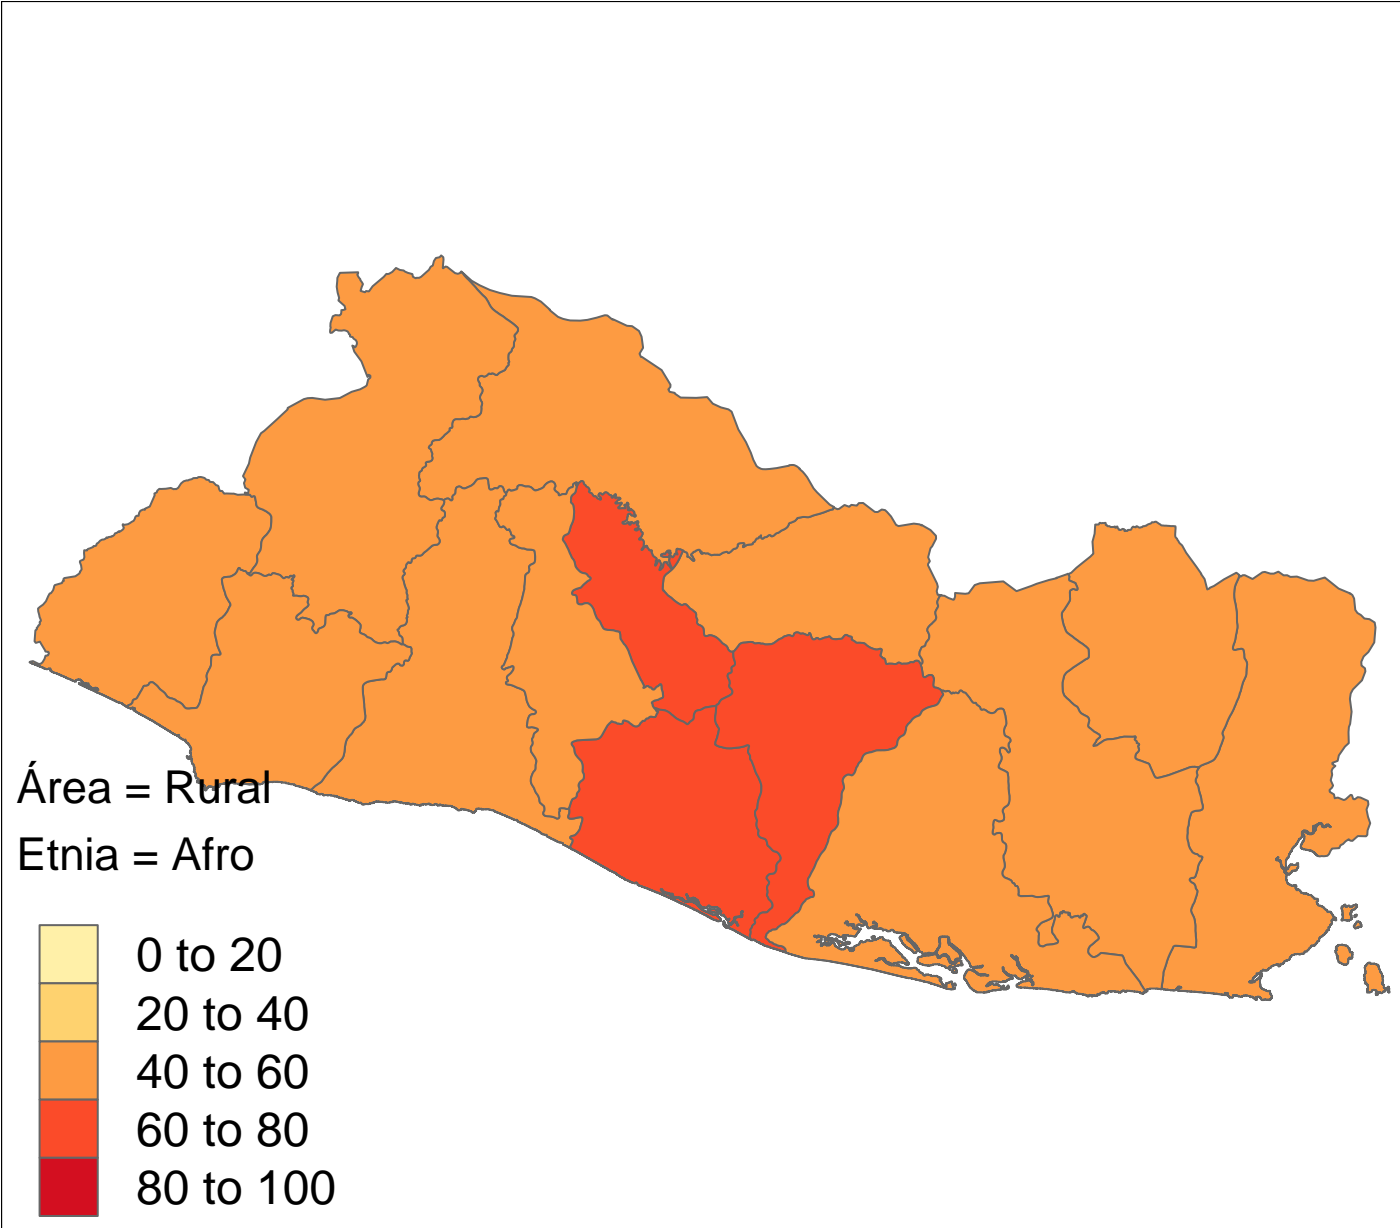 Área = Rural
Etnia = Afro
0 to 20
20 to 40
40 to 60
60 to 80
80 to 100